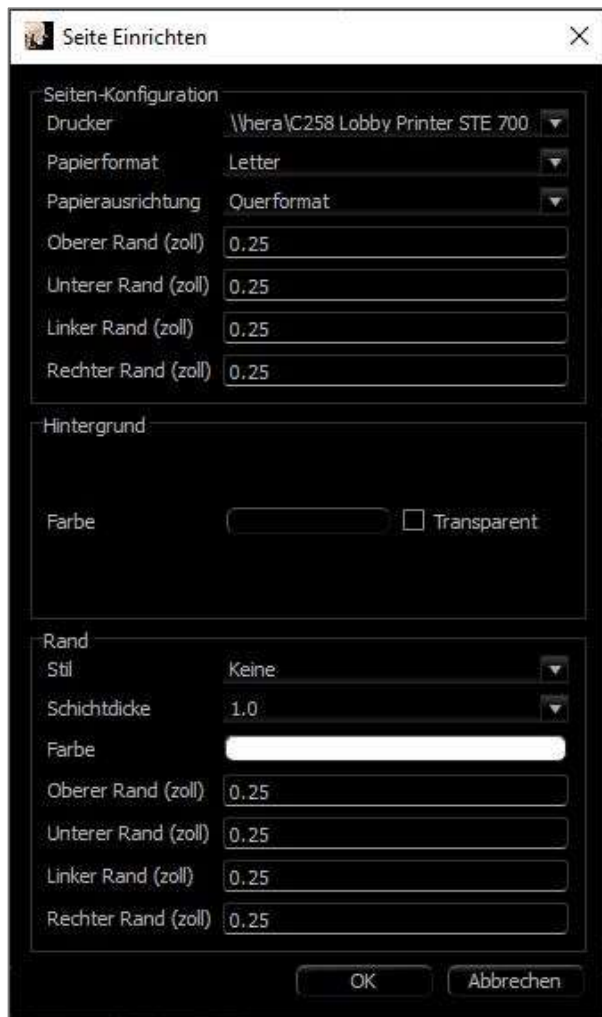 Seite Einrichten
Seiten-Konfiguration
Drucker \\hera\C258 Lobby Printer STE 700
Papierformat Letter
Papierausrichtung Querformat
Oberer Rand (zoll) 0.25
Unterer Rand (zoll) 0.25
Linker Rand (zoll) 0.25
Rechter Rand (zoll) 0.25
Hintergrund
Farbe Transparent
Rand
Stil Keine
Schichtdicke 1.0
Farbe
Oberer Rand (zoll) 0.25
Unterer Rand (zoll) 0.25
Linker Rand (zoll) 0.25
Rechter Rand (zoll) 0.25
OK Abbrechen